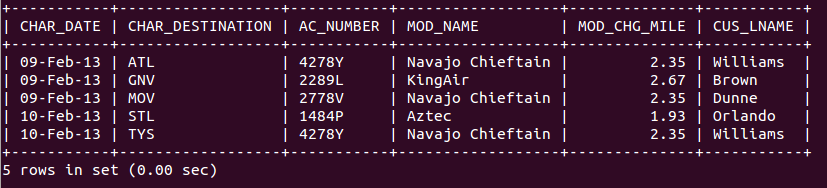 +-----------+------------------+-----------+------------------+--------------+-----------+
| CHAR_DATE | CHAR_DESTINATION | AC_NUMBER | MOD_NAME         | MOD_CHG_MILE | CUS_LNAME |
+-----------+------------------+-----------+------------------+--------------+-----------+
| 09-Feb-13 | ATL              | 4278Y     | Navajo Chieftain |         2.35 | Williams  |
| 09-Feb-13 | GNV              | 2289L     | KingAir          |         2.67 | Brown     |
| 09-Feb-13 | MOV              | 2778V     | Navajo Chieftain |         2.35 | Dunne     |
| 10-Feb-13 | STL              | 1484P     | Aztec            |         1.93 | Orlando   |
| 10-Feb-13 | TYS              | 4278Y     | Navajo Chieftain |         2.35 | Williams  |
+-----------+------------------+-----------+------------------+--------------+-----------+
5 rows in set (0.00 sec)